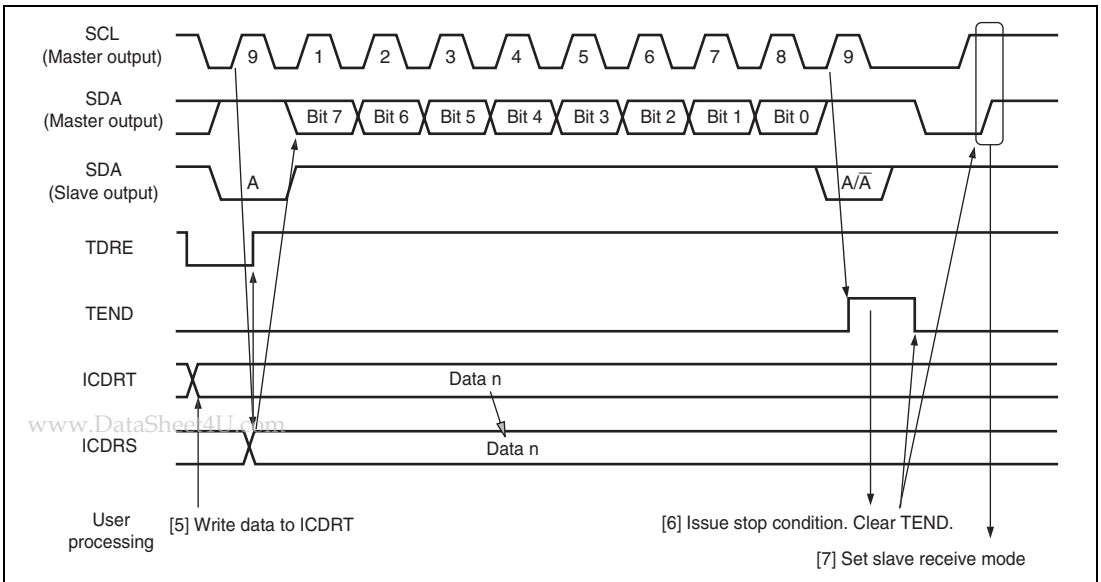 SCL
(Master output)
9 1 2 3 4 5 6 7 8 9
SDA
(Master output)
Bit 7 Bit 6 Bit 5 Bit 4 Bit 3 Bit 2 Bit 1 Bit 0
SDA
(Slave output)
A A/A̅
TDRE
TEND
ICDRT
Data n
www.DataSheet4U.com
ICDRS
Data n
User
processing
[5] Write data to ICDRT
[6] Issue stop condition. Clear TEND.
[7] Set slave receive mode